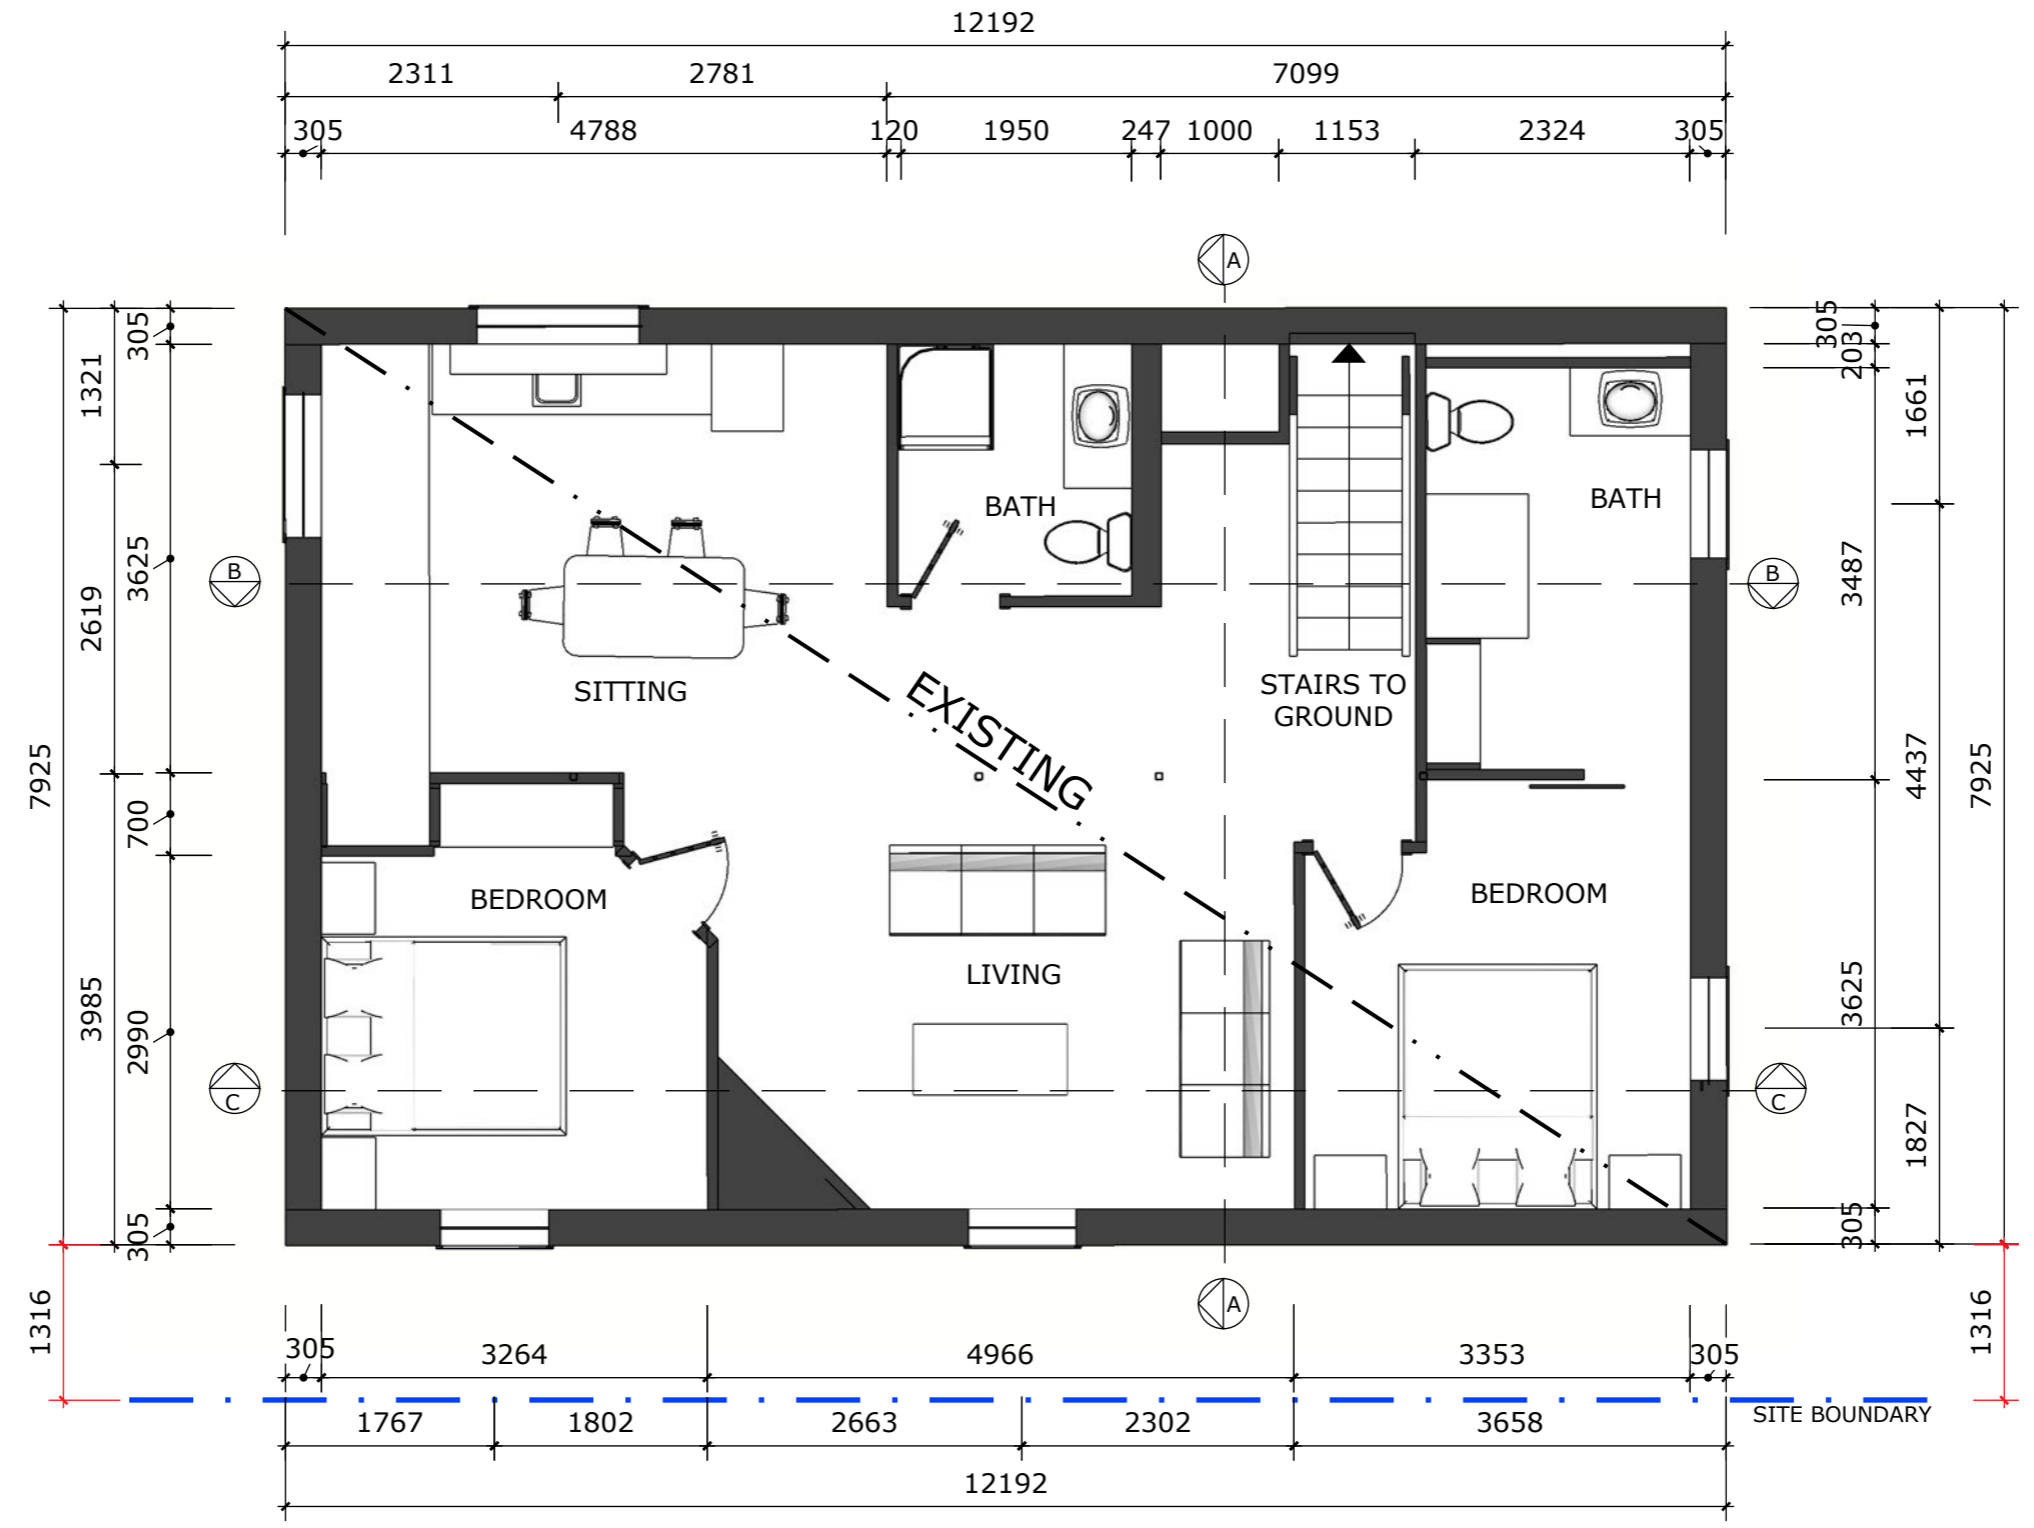 12192
2311 2781 7099
305 4788 120 1950 247 1000 1153 2324 305
A
305
1321
3625
2619
7925
700
3985
2990
305
1316
305
203
1661
3487
4437
7925
3625
1827
305
1316
BATH
BATH
B
B
SITTING
STAIRS TO
GROUND
EXISTING
BEDROOM
BEDROOM
LIVING
C
C
A
305 3264 4966 3353 305
SITE BOUNDARY
1767 1802 2663 2302 3658
12192